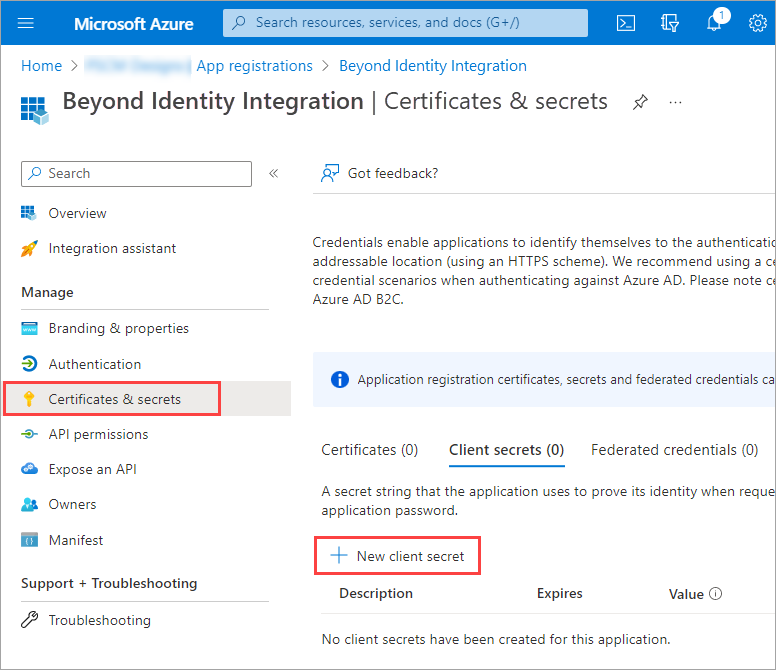 Microsoft Azure
Search resources, services, and docs (G+/)
1
Home > App registrations > Beyond Identity Integration
Beyond Identity Integration | Certificates & secrets
Search
«
Got feedback?
Overview
Integration assistant
Manage
Branding & properties
Authentication
Certificates & secrets
API permissions
Expose an API
Owners
Manifest
Support + Troubleshooting
Troubleshooting
Credentials enable applications to identify themselves to the authenticatio
addressable location (using an HTTPS scheme). We recommend using a ce
credential scenarios when authenticating against Azure AD. Please note ce
Azure AD B2C.
Application registration certificates, secrets and federated credentials ca
Certificates (0) Client secrets (0) Federated credentials (0)
A secret string that the application uses to prove its identity when reque
application password.
New client secret
Description Expires Value
No client secrets have been created for this application.